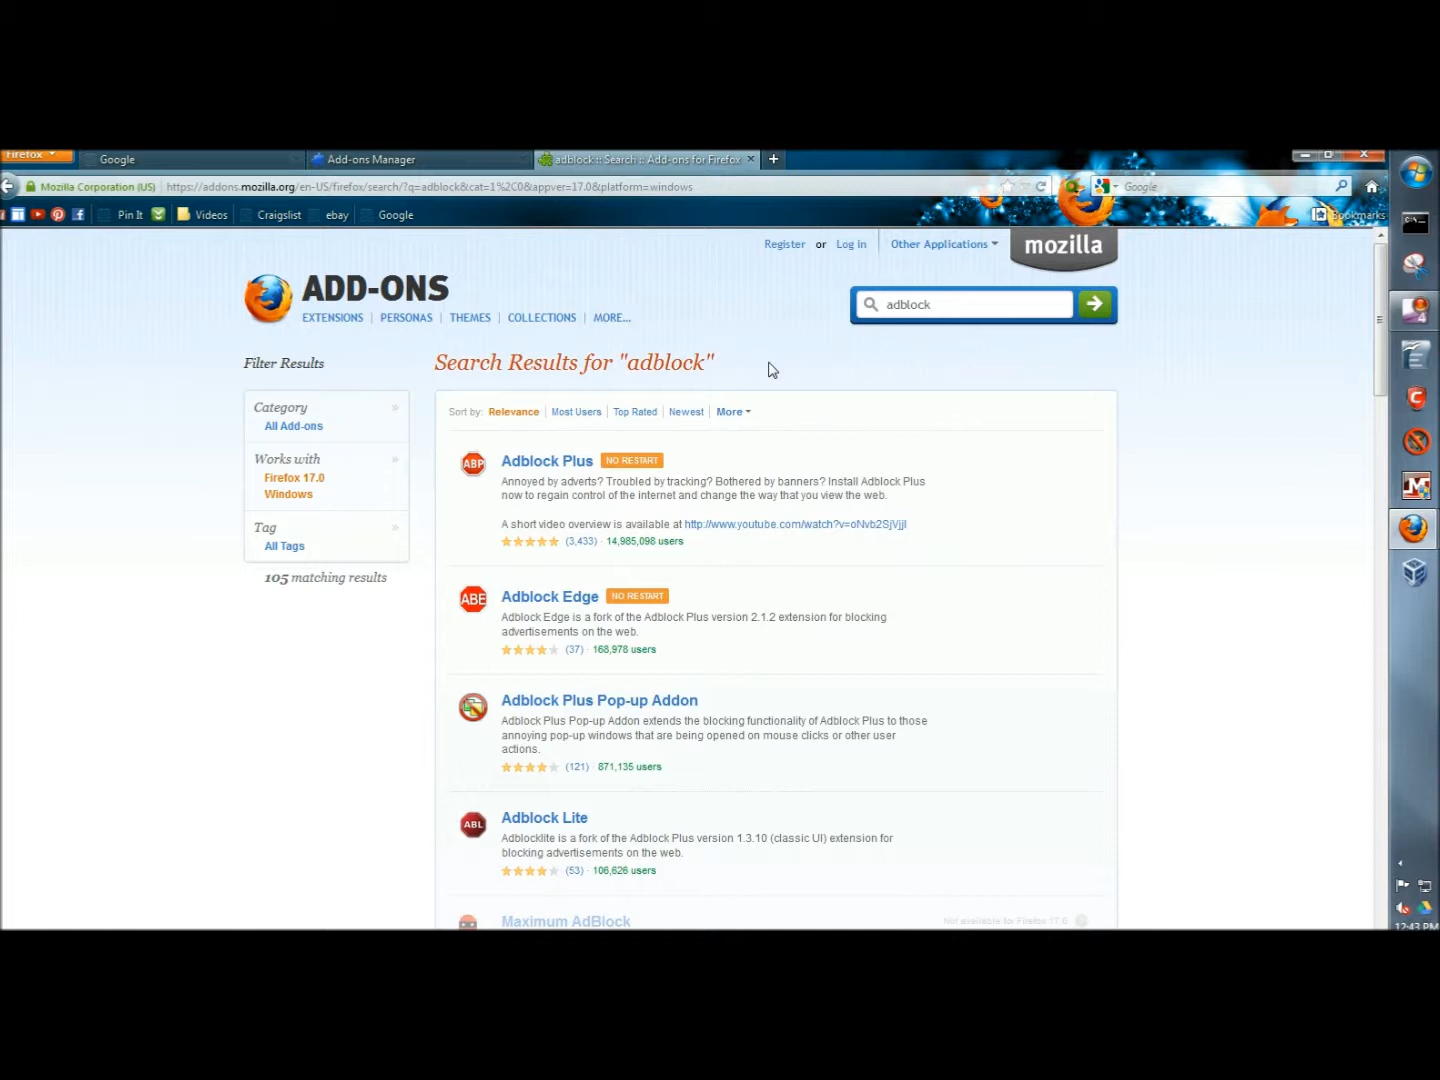 Firefox
Google
Add-ons Manager
adblock :: Search :: Add-ons for Firefox
Mozilla Corporation (US)
https://addons.mozilla.org/en-US/firefox/search/?q=adblock&cat=1%2C0&appver=17.0&platform=windows
Google
Pin It
Videos
Craigslist
ebay
Google
Bookmarks
Register or Log in
Other Applications
mozilla
ADD-ONS
adblock
EXTENSIONS | PERSONAS | THEMES | COLLECTIONS | MORE...
Filter Results
Search Results for "adblock"
Category
All Add-ons
Works with
Firefox 17.0
Windows
Tag
All Tags
105 matching results
Sort by: Relevance Most Users Top Rated Newest More
ABP
Adblock Plus NO RESTART
Annoyed by adverts? Troubled by tracking? Bothered by banners? Install Adblock Plus
now to regain control of the internet and change the way that you view the web.
A short video overview is available at http://www.youtube.com/watch?v=oNvb2SjVjjI
(3,433) · 14,985,098 users
ABE
Adblock Edge NO RESTART
Adblock Edge is a fork of the Adblock Plus version 2.1.2 extension for blocking
advertisements on the web.
(37) · 168,978 users
Adblock Plus Pop-up Addon
Adblock Plus Pop-up Addon extends the blocking functionality of Adblock Plus to those
annoying pop-up windows that are being opened on mouse clicks or other user
actions.
(121) · 871,135 users
ABL
Adblock Lite
Adblocklite is a fork of the Adblock Plus version 1.3.10 (classic UI) extension for
blocking advertisements on the web.
(53) · 106,626 users
Maximum AdBlock
Not available for Firefox 17.0
12:43 PM